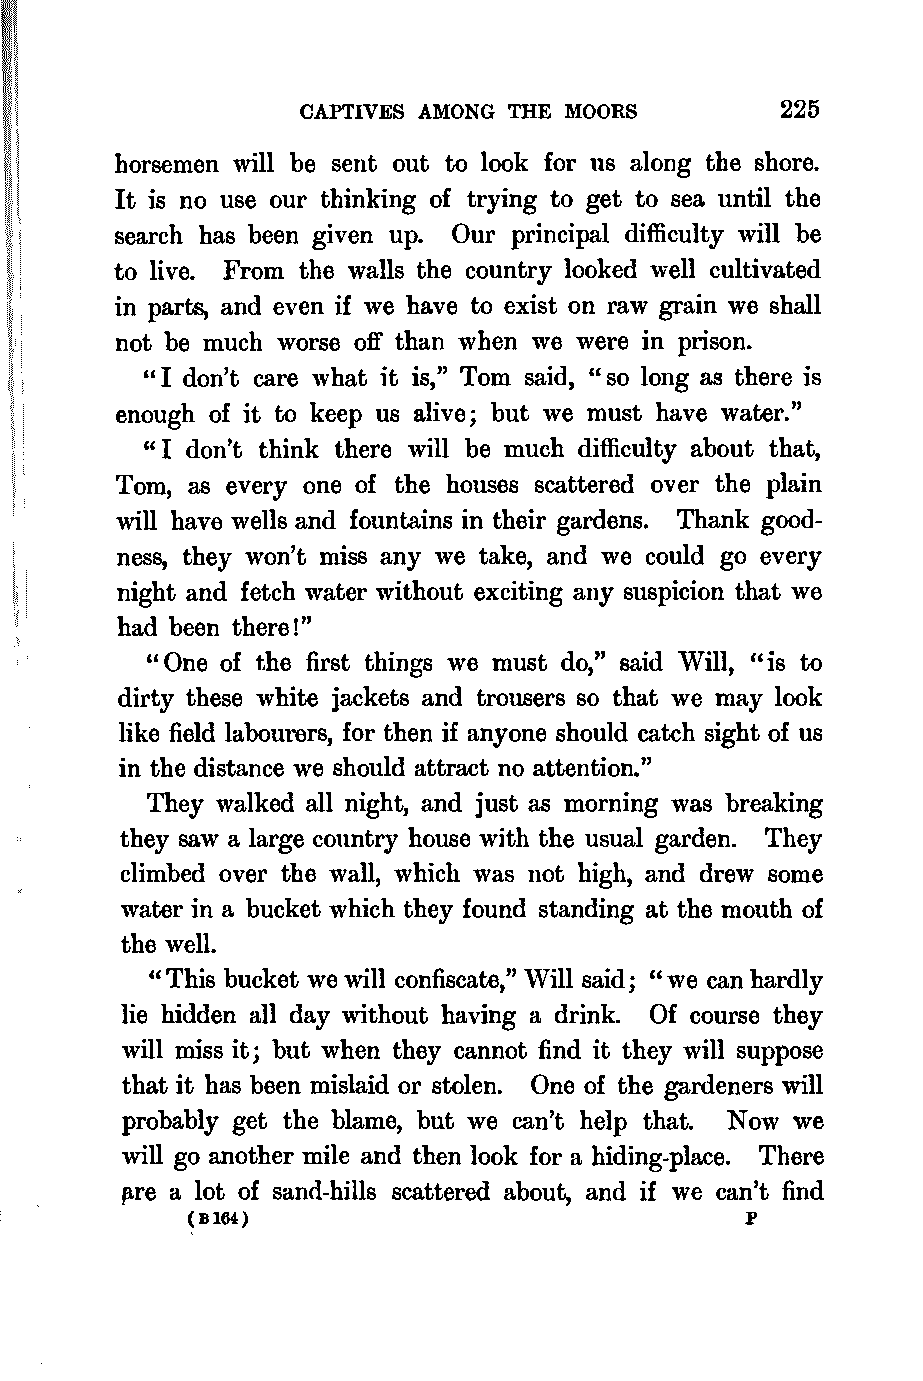 CAPTIVES AMONG THE MOORS 225
horsemen will be sent out to look for us along the shore.
It is no use our thinking of trying to get to sea until the
search has been given up. Our principal difficulty will be
to live. From the walls the country looked well cultivated
in parts, and even if we have to exist on raw grain we shall
not be much worse off than when we were in prison.
“I don't care what it is,” Tom said, “so long as there is
enough of it to keep us alive; but we must have water.”
“I don't think there will be much difficulty about that,
Tom, as every one of the houses scattered over the plain
will have wells and fountains in their gardens. Thank good-
ness, they won't miss any we take, and we could go every
night and fetch water without exciting any suspicion that we
had been there!”
“One of the first things we must do,” said Will, “is to
dirty these white jackets and trousers so that we may look
like field labourers, for then if anyone should catch sight of us
in the distance we should attract no attention.”
They walked all night, and just as morning was breaking
they saw a large country house with the usual garden. They
climbed over the wall, which was not high, and drew some
water in a bucket which they found standing at the mouth of
the well.
“This bucket we will confiscate,” Will said; “we can hardly
lie hidden all day without having a drink. Of course they
will miss it; but when they cannot find it they will suppose
that it has been mislaid or stolen. One of the gardeners will
probably get the blame, but we can't help that. Now we
will go another mile and then look for a hiding-place. There
are a lot of sand-hills scattered about, and if we can't find
(B 164) P